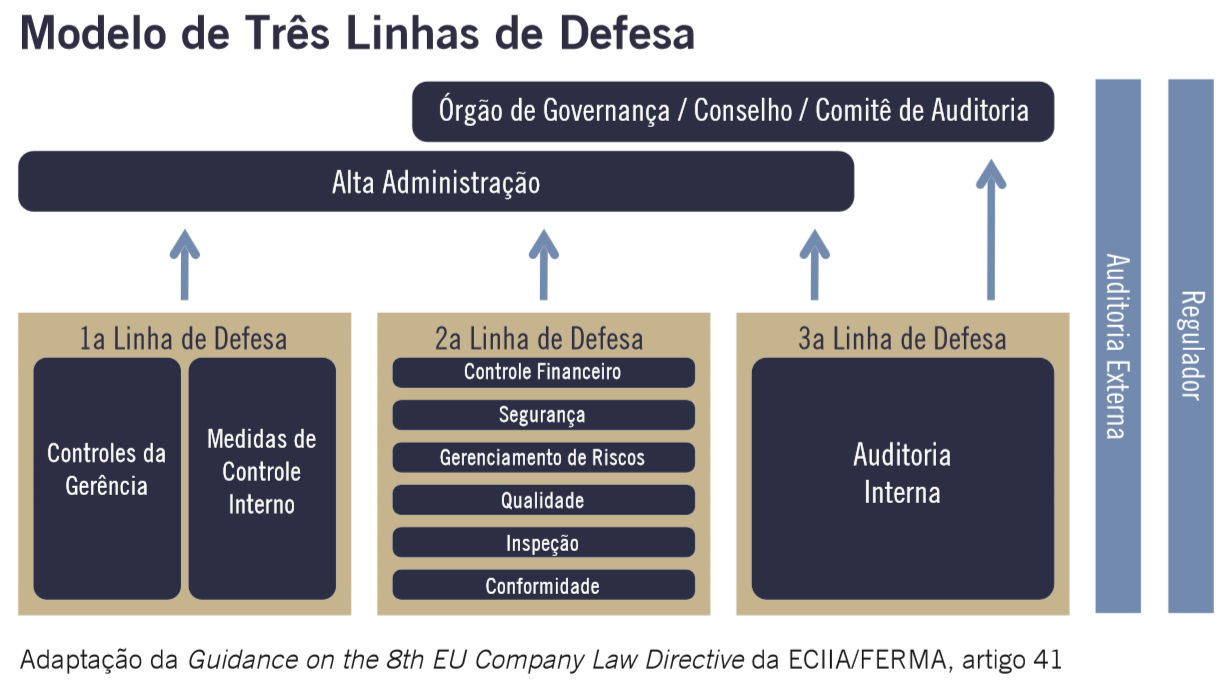 Modelo de Três Linhas de Defesa
Órgão de Governança / Conselho / Comitê de Auditoria
Alta Administração
1a Linha de Defesa
Controles da
Gerência
Medidas de
Controle
Interno
2a Linha de Defesa
Controle Financeiro
Segurança
Gerenciamento de Riscos
Qualidade
Inspeção
Conformidade
3a Linha de Defesa
Auditoria
Interna
Auditoria Externa
Regulador
Adaptação da Guidance on the 8th EU Company Law Directive da ECIIA/FERMA, artigo 41